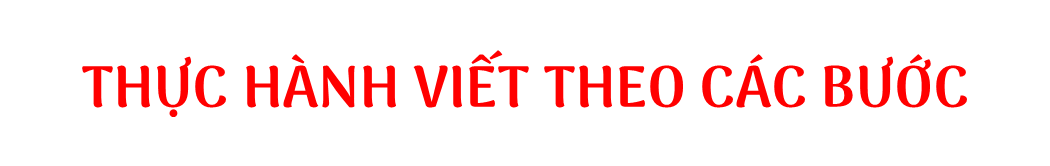 THỰC HÀNH VIẾT THEO CÁC BƯỚC